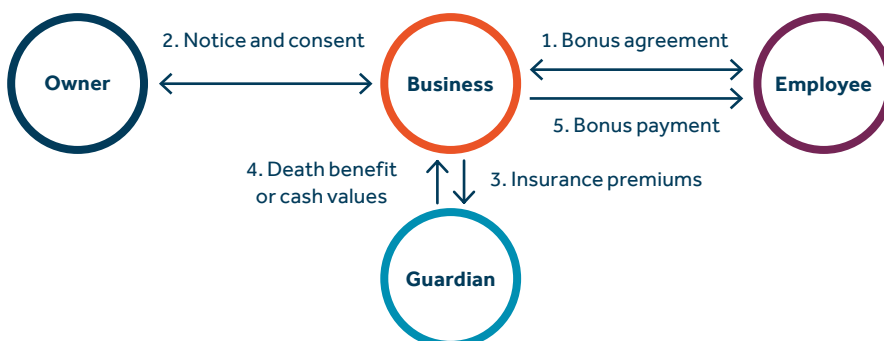 2. Notice and consent
1. Bonus agreement
Owner
Business
Employee
5. Bonus payment
4. Death benefit
or cash values
3. Insurance premiums
Guardian